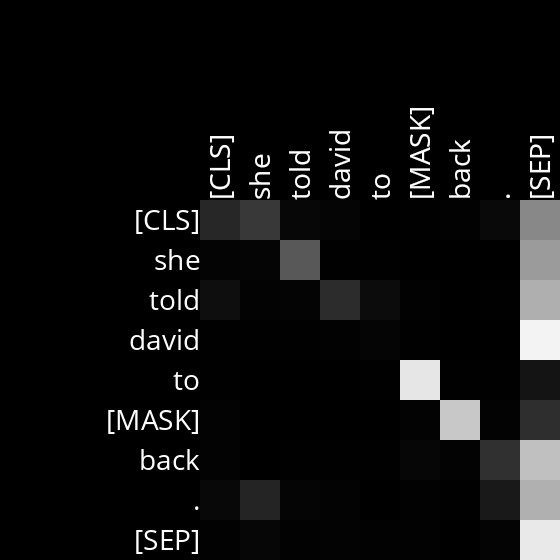 [CLS] she told david to [MASK] back . [SEP]
[CLS]
she
told
david
to
[MASK]
back
.
[SEP]